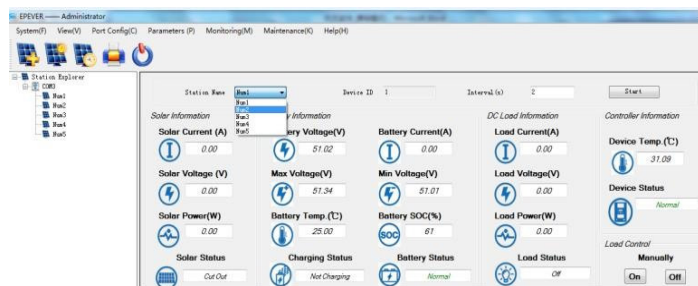 EPEVER —— Administrator
System(F) View(V) Port Config(C) Parameters (P) Monitoring(M) Maintenance(K) Help(H)
Station Explorer
COM3
Num1
Num2
Num3
Num4
Num5
Station Name Num1 Device ID 1 Interval(s) 2 Start
Num1
Num2
Num3
Num4
Num5
Solar Information y Information DC Load Information Controller Information
Solar Current (A) ery Voltage(V) Battery Current(A) Load Current(A) Device Temp.(℃)
0.00 51.02 0.00 0.00 31.09
Solar Voltage (V) Max Voltage(V) Min Voltage(V) Load Voltage(V) Device Status
0.00 51.34 51.01 0.00 Normal
Solar Power(W) Battery Temp.(℃) Battery SOC(%) Load Power(W)
0.00 25.00 SOC 61 0.00
Load Control
Solar Status Charging Status Battery Status Load Status Manually
Cut Out Not Charging Normal Off On Off